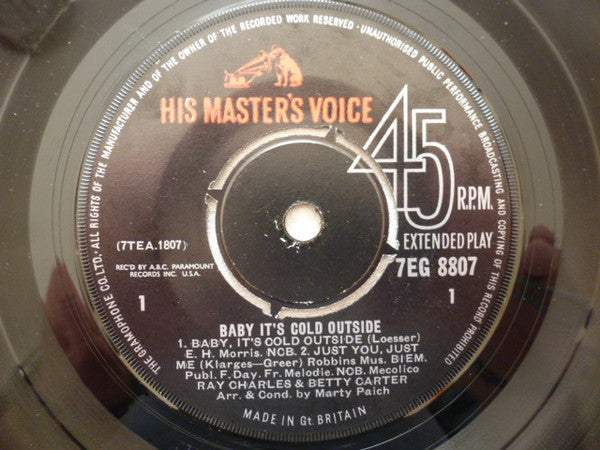 THE GRAMOPHONE CO. LTD. · ALL RIGHTS OF THE MANUFACTURER AND OF THE OWNER OF THE RECORDED WORK RESERVED · UNAUTHORISED PUBLIC PERFORMANCE BROADCASTING AND COPYING OF THIS RECORD PROHIBITED
HIS MASTER'S VOICE
45
R.P.M.
EXTENDED PLAY
(7TEA.1807)
7EG 8807
REC'D BY A.B.C. PARAMOUNT
RECORDS INC. U.S.A.
1
1
BABY IT'S COLD OUTSIDE
1. BABY, IT'S COLD OUTSIDE (Loesser)
E. H. Morris. NCB. 2. JUST YOU, JUST
ME (Klarges—Greer) Robbins Mus. BIEM.
Publ. F. Day. Fr. Melodie. NCB. Mecolico
RAY CHARLES & BETTY CARTER
Arr. & Cond. by Marty Paich
MADE IN Gt. BRITAIN